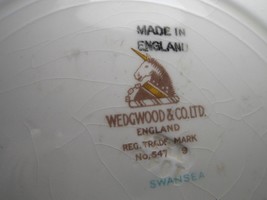 MADE IN
ENGLAND
WEDGWOOD & CO. LTD.
ENGLAND
REG. TRADE MARK
No. 547
SWANSEA